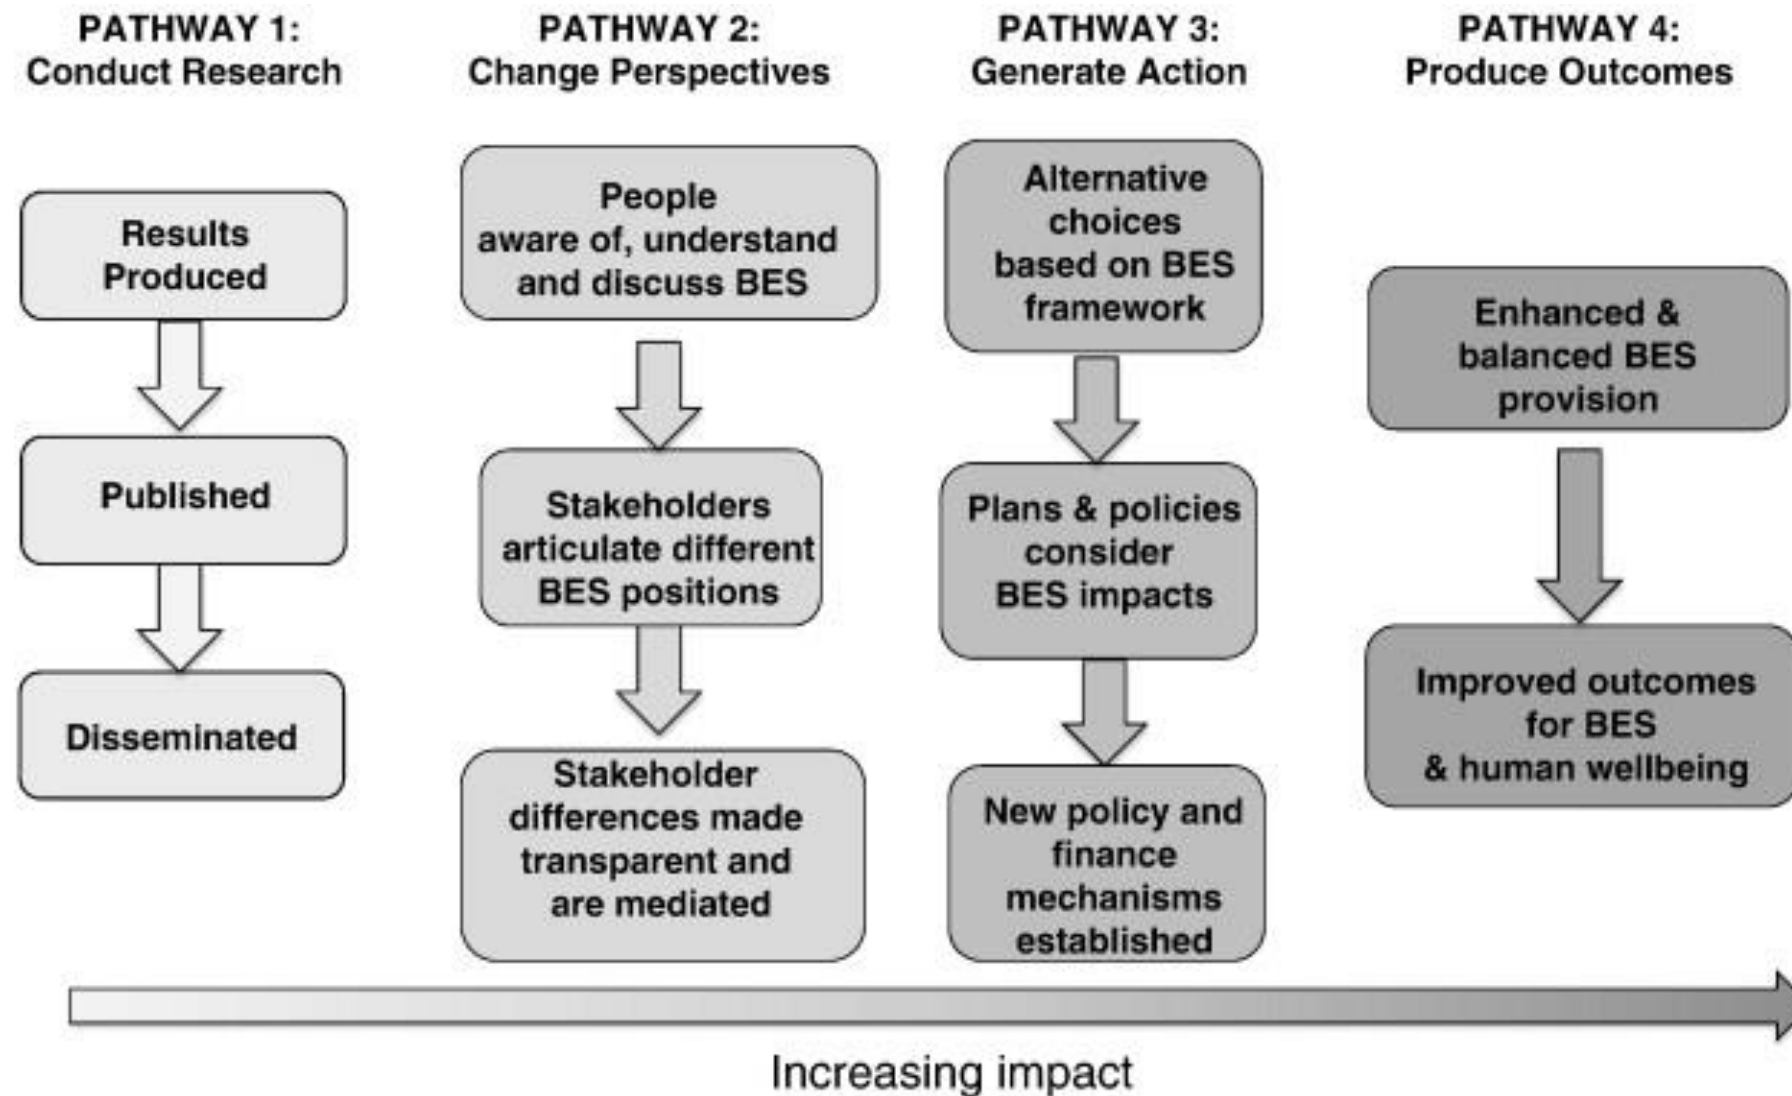 PATHWAY 1:
Conduct Research
Results
Produced
Published
Disseminated
PATHWAY 2:
Change Perspectives
People
aware of, understand
and discuss BES
Stakeholders
articulate different
BES positions
Stakeholder
differences made
transparent and
are mediated
PATHWAY 3:
Generate Action
Alternative
choices
based on BES
framework
Plans & policies
consider
BES impacts
New policy and
finance
mechanisms
established
PATHWAY 4:
Produce Outcomes
Enhanced &
balanced BES
provision
Improved outcomes
for BES
& human wellbeing
Increasing impact